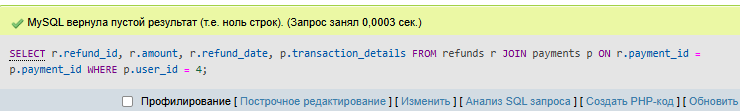 MySQL вернула пустой результат (т.е. ноль строк). (Запрос занял 0,0003 сек.)
SELECT r.refund_id, r.amount, r.refund_date, p.transaction_details FROM refunds r JOIN payments p ON r.payment_id =
p.payment_id WHERE p.user_id = 4;
Профилирование [ Построчное редактирование ] [ Изменить ] [ Анализ SQL запроса ] [ Создать PHP-код ] [ Обновить